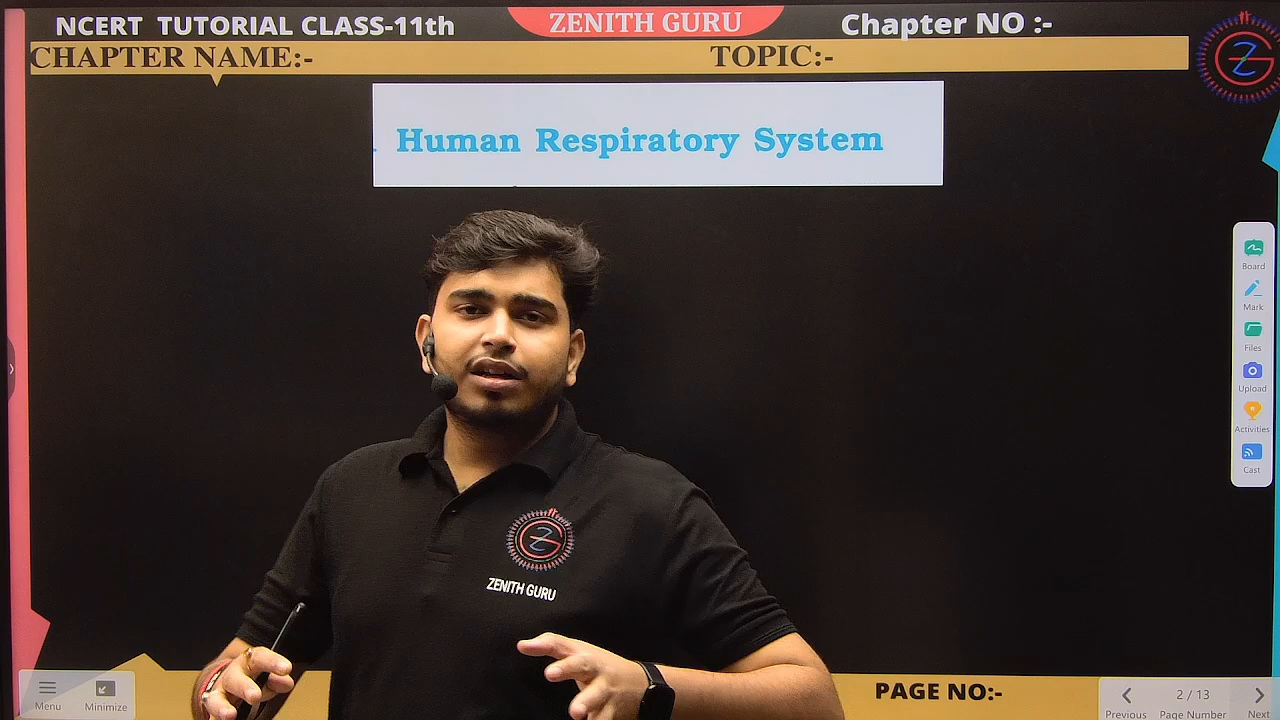 NCERT TUTORIAL CLASS-11th
ZENITH GURU
Chapter NO :-
CHAPTER NAME:-
TOPIC:-
Human Respiratory System
Board
Mark
Files
Upload
Activities
Cast
ZG
ZENITH GURU
Menu
Minimize
PAGE NO:-
2 / 13
Previous
Page Number
Next